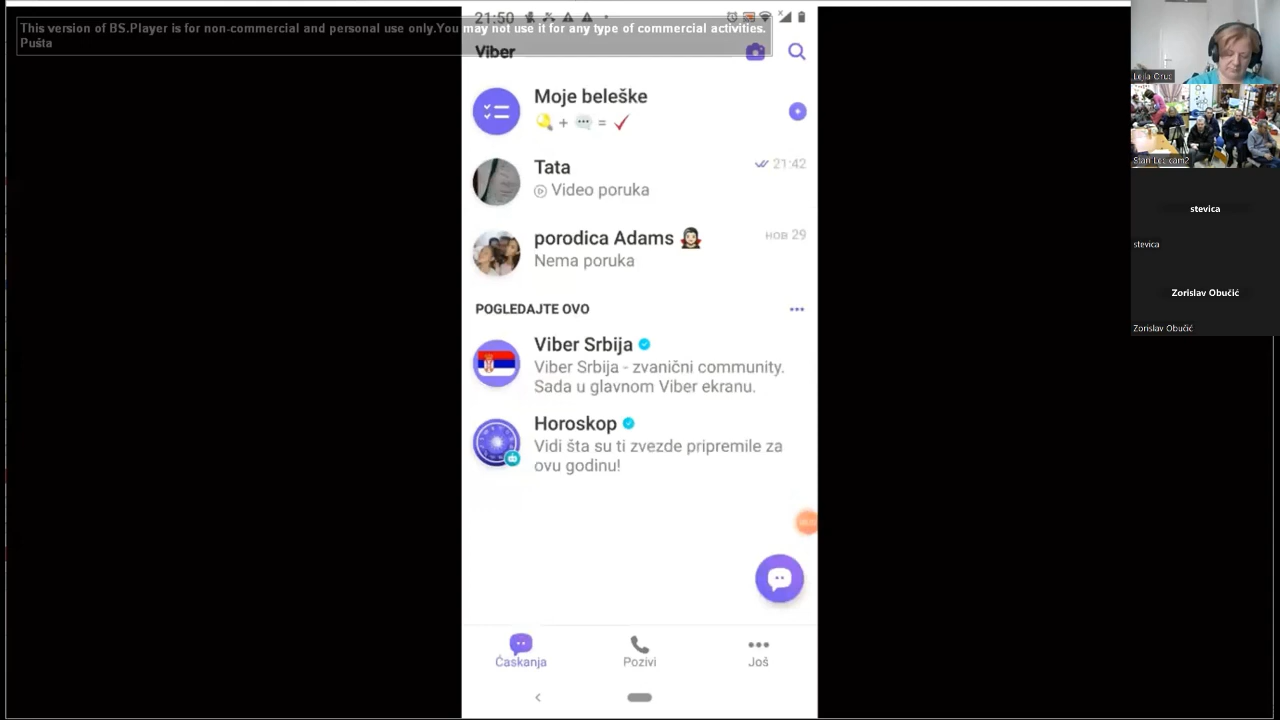 This version of BS.Player is for non-commercial and personal use only.You may not use it for any type of commercial activities.
Pušta
21:50
Viber
Moje beleške
+ = 
Tata
21:42
Video poruka
porodica Adams
нов 29
Nema poruka
POGLEDAJTE OVO
Viber Srbija
Viber Srbija - zvanični community.
Sada u glavnom Viber ekranu.
Horoskop
Vidi šta su ti zvezde pripremile za
ovu godinu!
Ćaskanja
Pozivi
Još
Lejla Oruc
stevica
stevica
Zorislav Obučić
Zorislav Obučić